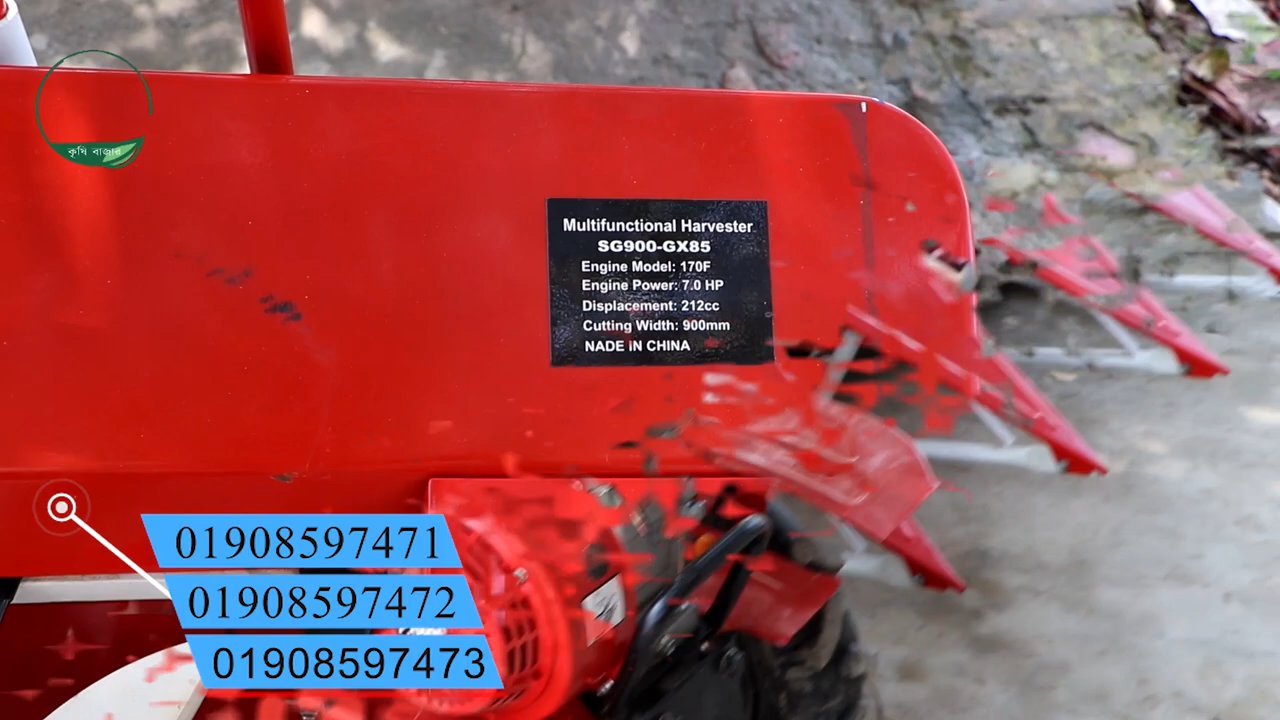 কৃষি বাজার
Multifunctional Harvester
SG900-GX85
Engine Model: 170F
Engine Power: 7.0 HP
Displacement: 212cc
Cutting Width: 900mm
NADE IN CHINA
01908597471
01908597472
01908597473